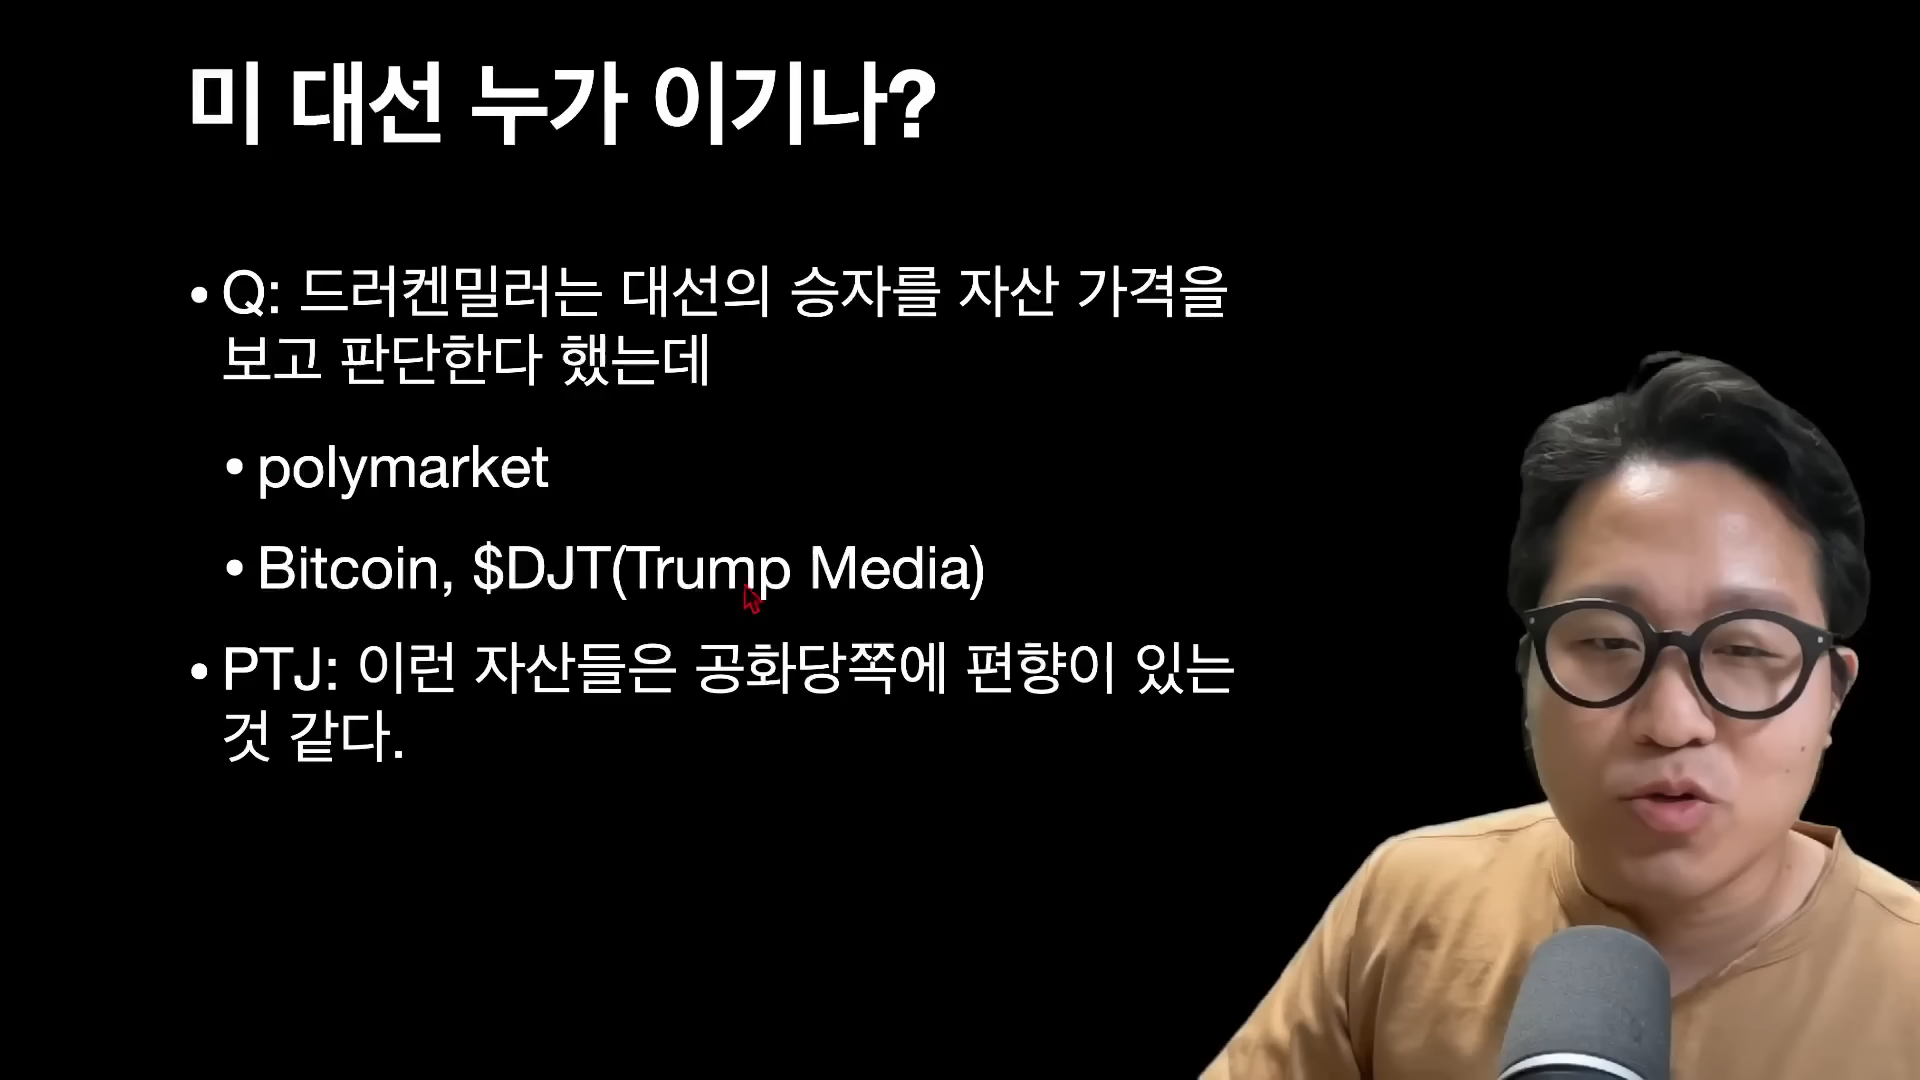 미 대선 누가 이기나?
• Q: 드러켄밀러는 대선의 승자를 자산 가격을
보고 판단한다 했는데
• polymarket
• Bitcoin, $DJT(Trump Media)
• PTJ: 이런 자산들은 공화당쪽에 편향이 있는
것 같다.